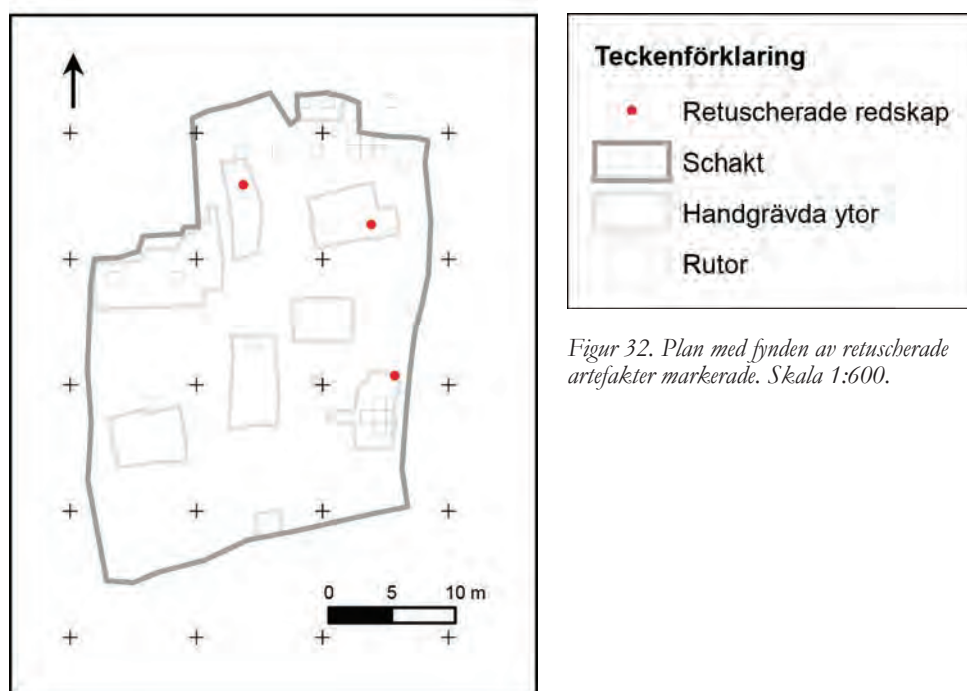 0 5 10 m
Teckenförklaring
Retuscherade redskap
Schakt
Handgrävda ytor
Rutor
Figur 32. Plan med fynden av retuscherade
artefakter markerade. Skala 1:600.